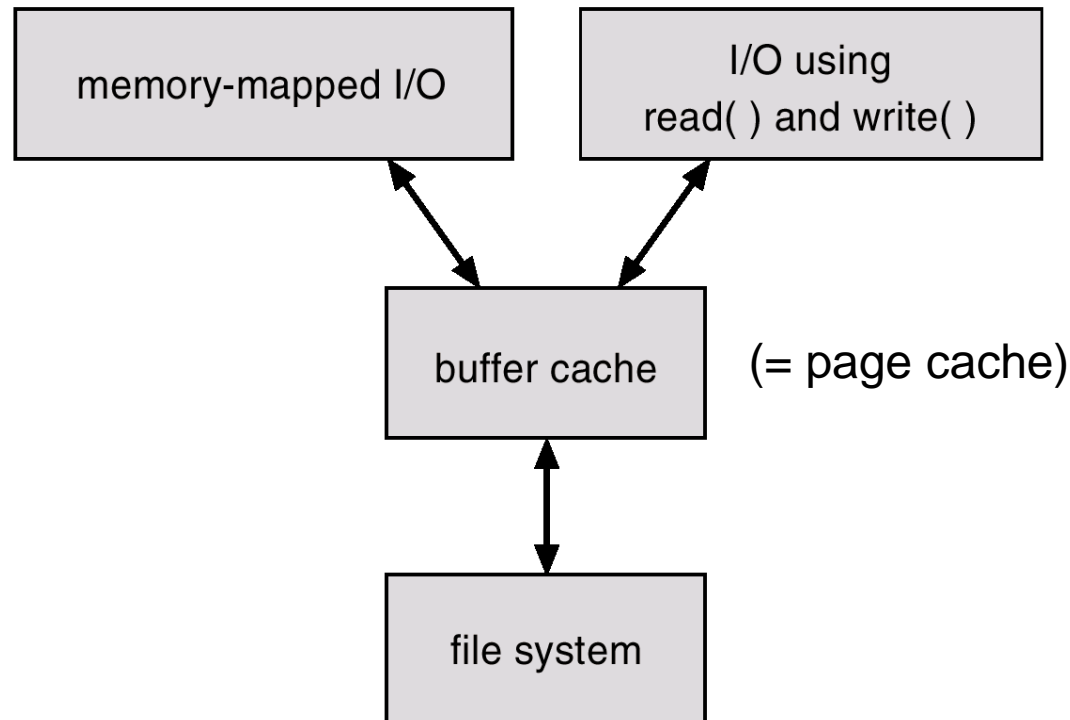 memory-mapped I/O
I/O using
read( ) and write( )
buffer cache
(= page cache)
file system